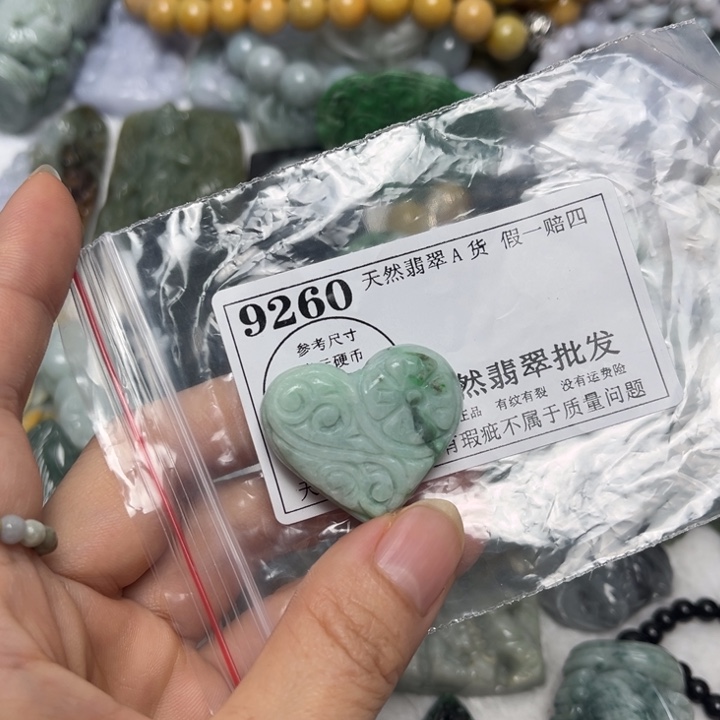 9260
天然翡翠 A 货 假一赔四
参考尺寸
硬币
然翡翠批发
正品 有纹有裂 没有运费险
有瑕疵不属于质量问题
天